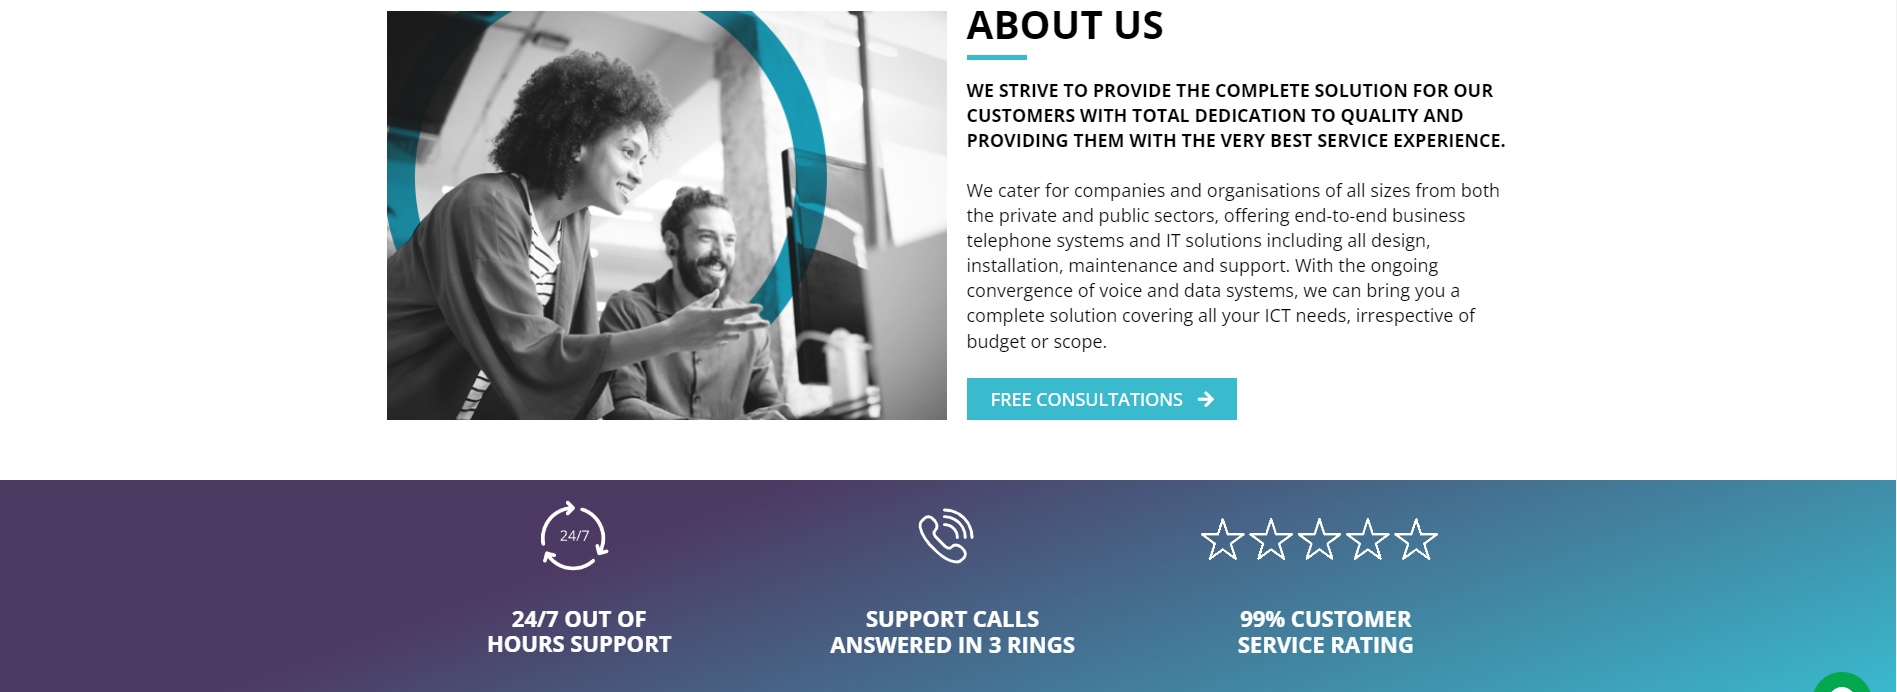 ABOUT US
WE STRIVE TO PROVIDE THE COMPLETE SOLUTION FOR OUR
CUSTOMERS WITH TOTAL DEDICATION TO QUALITY AND
PROVIDING THEM WITH THE VERY BEST SERVICE EXPERIENCE.
We cater for companies and organisations of all sizes from both
the private and public sectors, offering end-to-end business
telephone systems and IT solutions including all design,
installation, maintenance and support. With the ongoing
convergence of voice and data systems, we can bring you a
complete solution covering all your ICT needs, irrespective of
budget or scope.
FREE CONSULTATIONS
24/7
24/7 OUT OF
HOURS SUPPORT
SUPPORT CALLS
ANSWERED IN 3 RINGS
99% CUSTOMER
SERVICE RATING